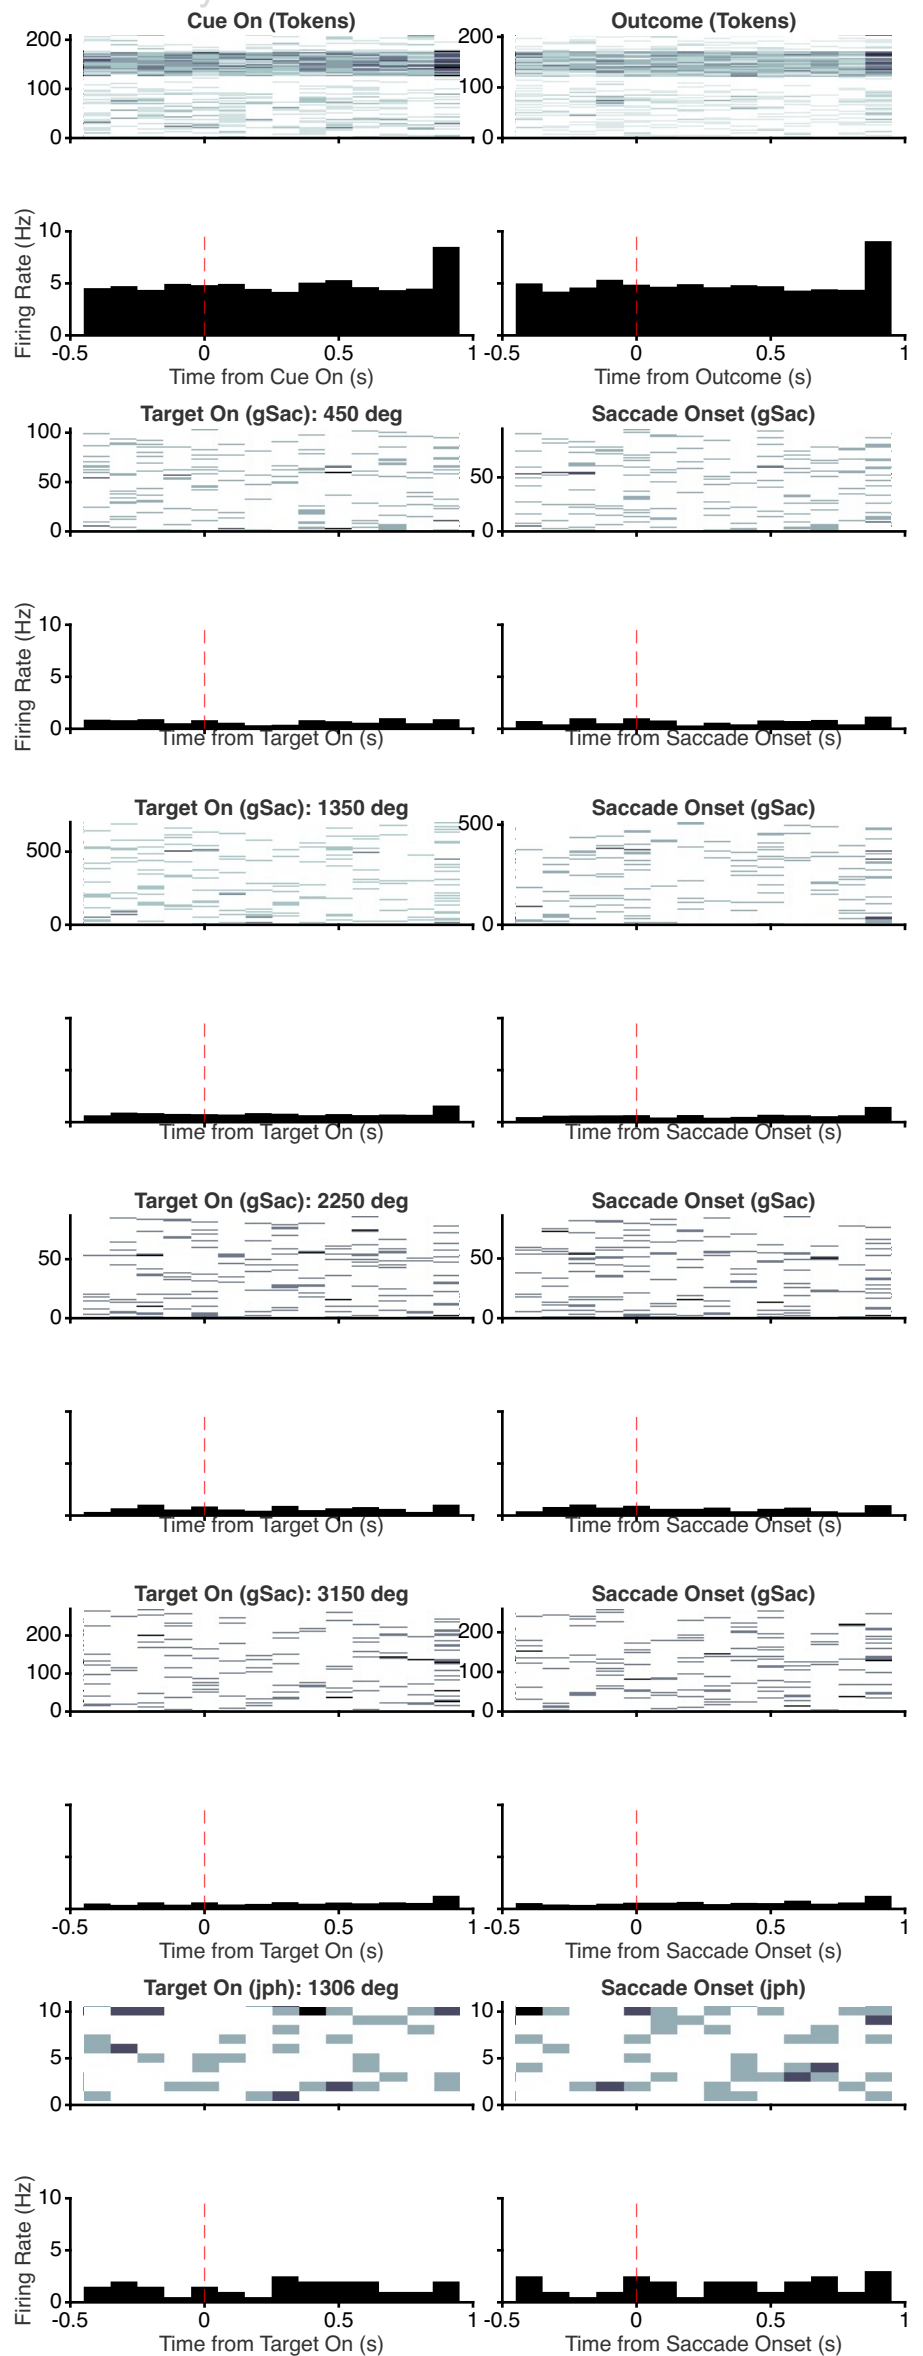 Cue On (Tokens) Outcome (Tokens)
200 200
100 100
0 0
10
5
0
Firing Rate (Hz)
-0.5 0 0.5 1 -0.5 0 0.5 1
Time from Cue On (s) Time from Outcome (s)
Target On (gSac): 450 deg Saccade Onset (gSac)
100
50 50
0 0
10
5
0
Firing Rate (Hz)
Time from Target On (s) Time from Saccade Onset (s)
Target On (gSac): 1350 deg Saccade Onset (gSac)
500 500
0 0
Time from Target On (s) Time from Saccade Onset (s)
Target On (gSac): 2250 deg Saccade Onset (gSac)
50 50
0 0
Time from Target On (s) Time from Saccade Onset (s)
Target On (gSac): 3150 deg Saccade Onset (gSac)
200 200
100 100
0 0
-0.5 0 0.5 1 -0.5 0 0.5 1
Time from Target On (s) Time from Saccade Onset (s)
Target On (jph): 1306 deg Saccade Onset (jph)
10 10
5 5
0 0
10
5
0
Firing Rate (Hz)
-0.5 0 0.5 1 -0.5 0 0.5 1
Time from Target On (s) Time from Saccade Onset (s)